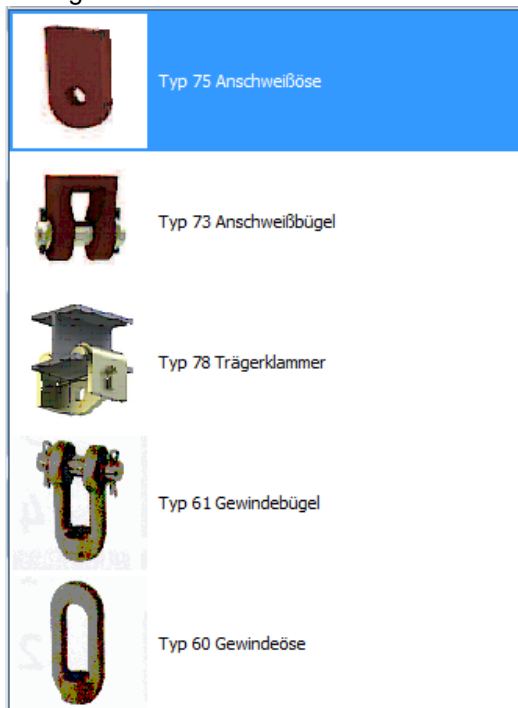 Typ 75 Anschweißöse
Typ 73 Anschweißbügel
Typ 78 Trägerklammer
Typ 61 Gewindebügel
Typ 60 Gewindeöse